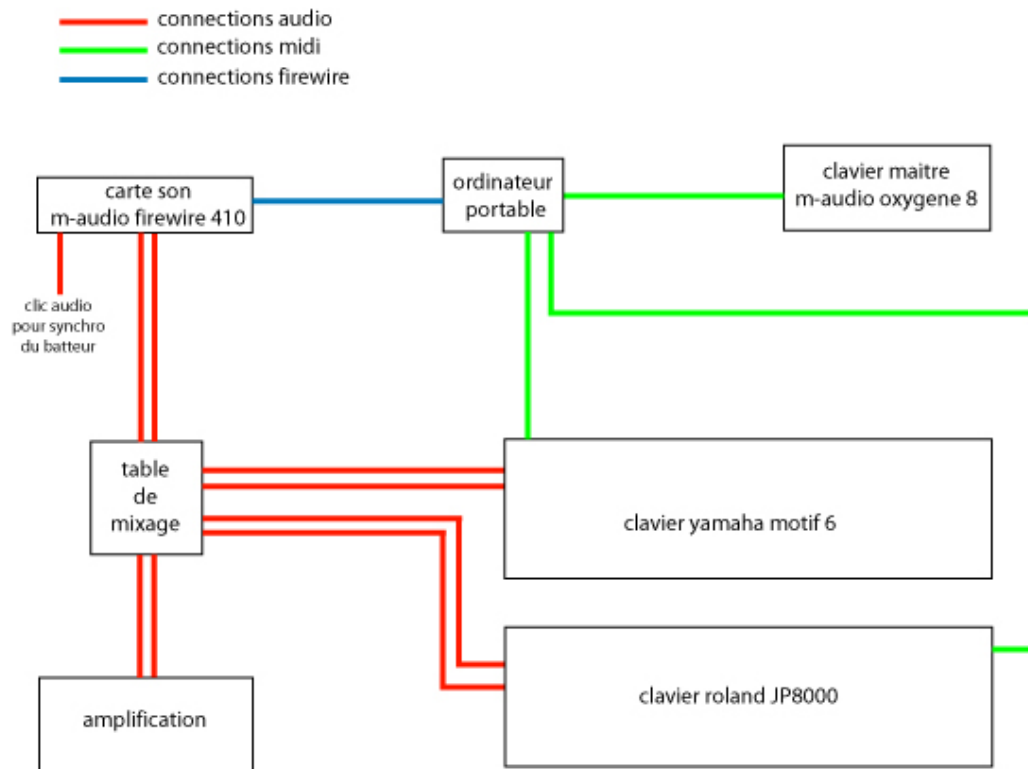 connections audio
connections midi
connections firewire
carte son
m-audio firewire 410
ordinateur
portable
clavier maitre
m-audio oxygene 8
clic audio
pour synchro
du batteur
table
de
mixage
clavier yamaha motif 6
clavier roland JP8000
amplification